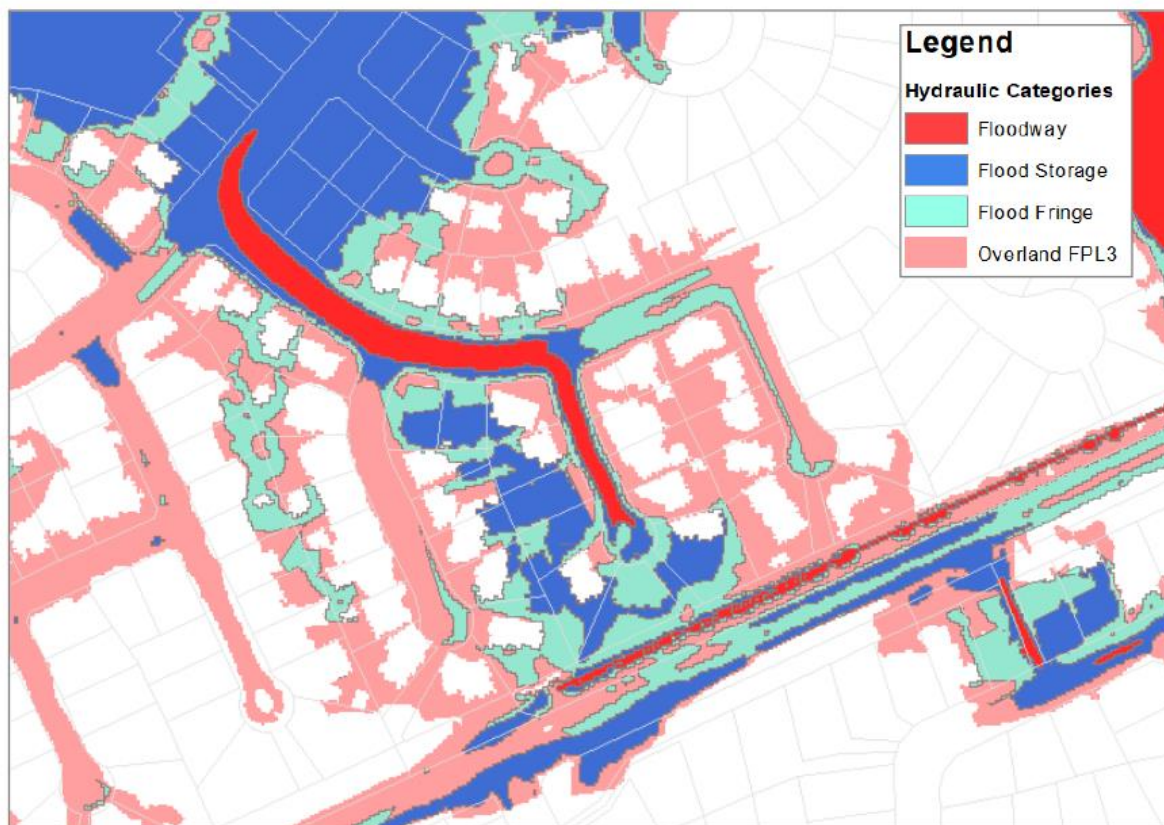 Legend
Hydraulic Categories
Floodway
Flood Storage
Flood Fringe
Overland FPL3